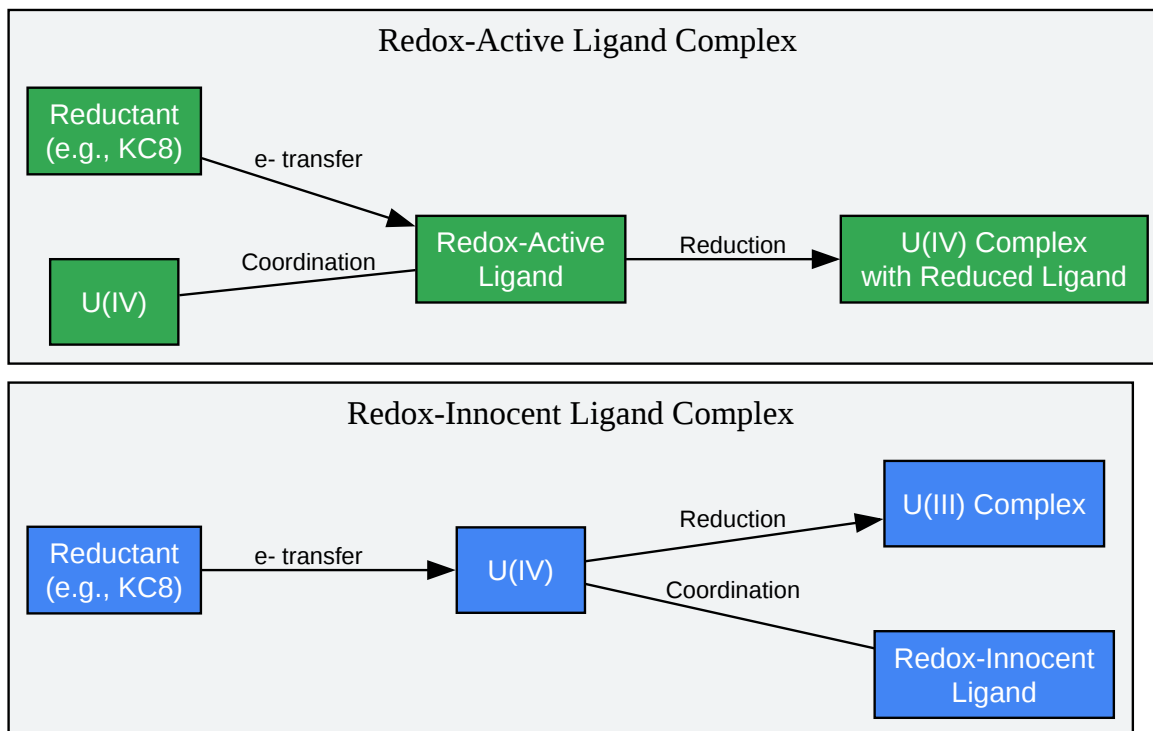 Redox-Active Ligand Complex
Reductant
(e.g., KC8)
e- transfer
U(IV)
Coordination
Redox-Active
Ligand
Reduction
U(IV) Complex
with Reduced Ligand
Redox-Innocent Ligand Complex
Reductant
(e.g., KC8)
e- transfer
U(IV)
Reduction
U(III) Complex
Coordination
Redox-Innocent
Ligand